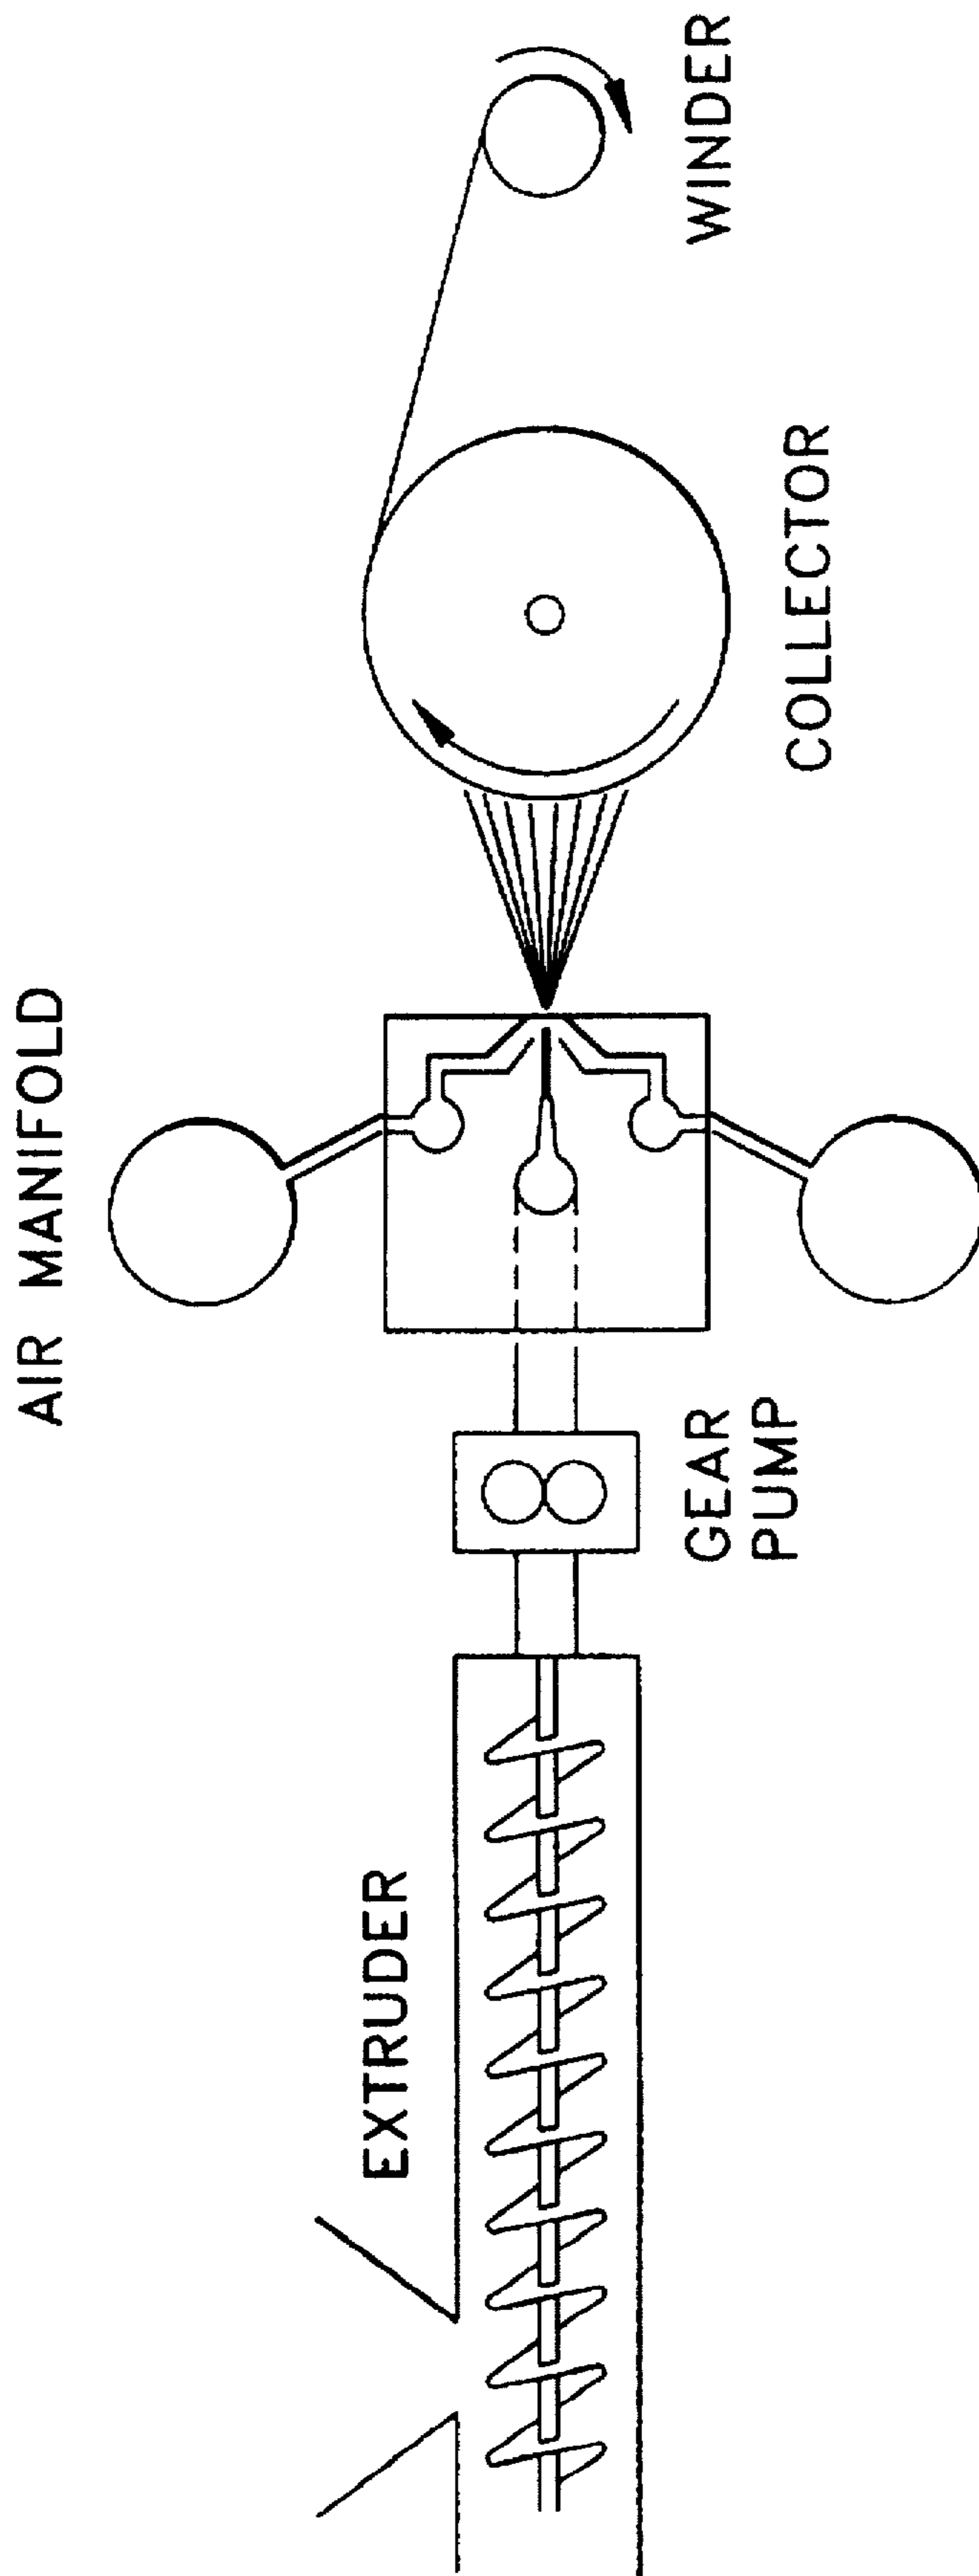 EXTRUDER
GEAR
PUMP
AIR MANIFOLD
COLLECTOR
WINDER